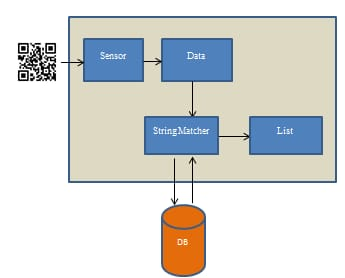 Sensor
Data
StringMatcher
List
DB